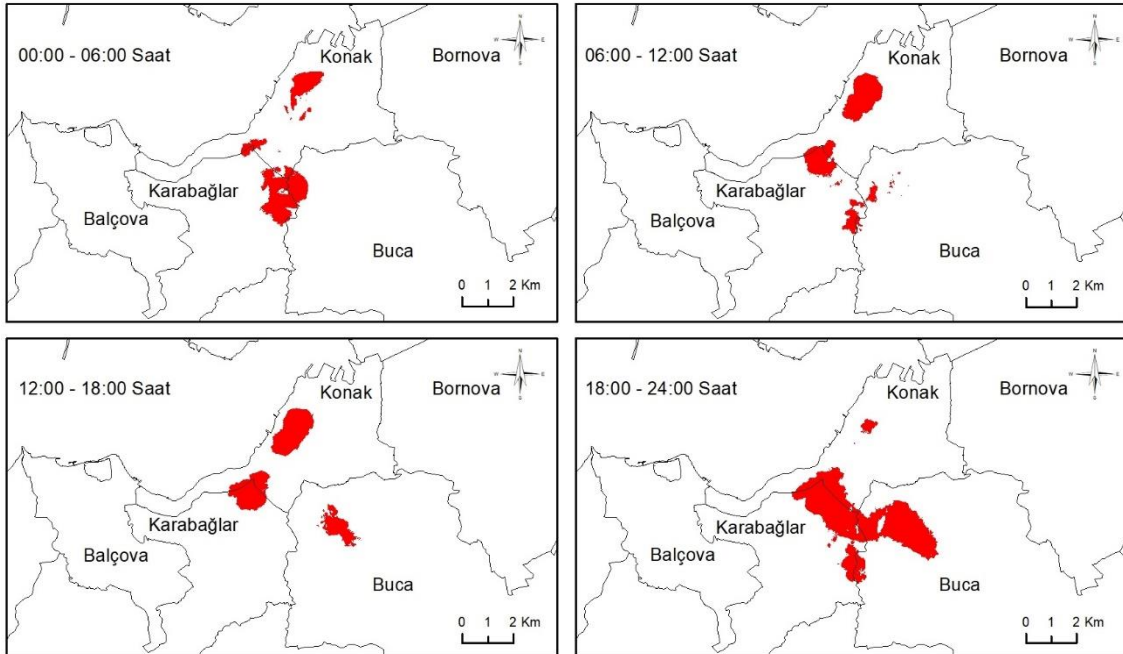 00:00 - 06:00 Saat
Konak
Bornova
N
W E
S
Karabağlar
Balçova
Buca
0 1 2 Km
06:00 - 12:00 Saat
Konak
Bornova
N
W E
S
Karabağlar
Balçova
Buca
0 1 2 Km
12:00 - 18:00 Saat
Konak
Bornova
N
W E
S
Karabağlar
Balçova
Buca
0 1 2 Km
18:00 - 24:00 Saat
Konak
Bornova
N
W E
S
Karabağlar
Balçova
Buca
0 1 2 Km